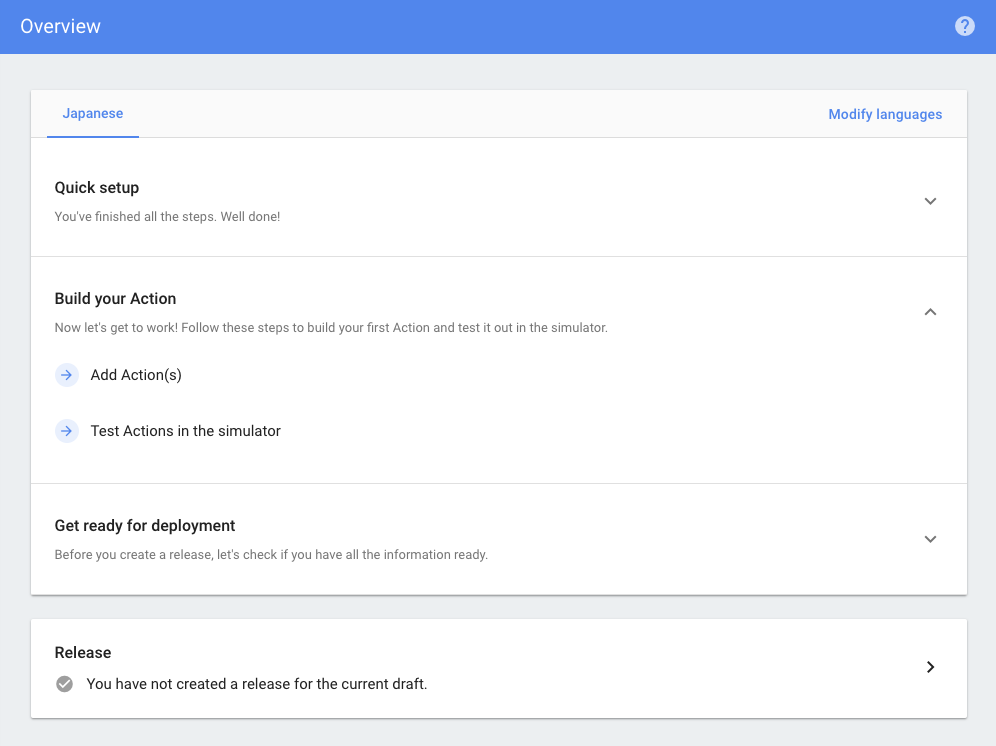 Overview
?
Japanese
Modify languages
Quick setup
You've finished all the steps. Well done!
Build your Action
Now let's get to work! Follow these steps to build your first Action and test it out in the simulator.
Add Action(s)
Test Actions in the simulator
Get ready for deployment
Before you create a release, let's check if you have all the information ready.
Release
You have not created a release for the current draft.